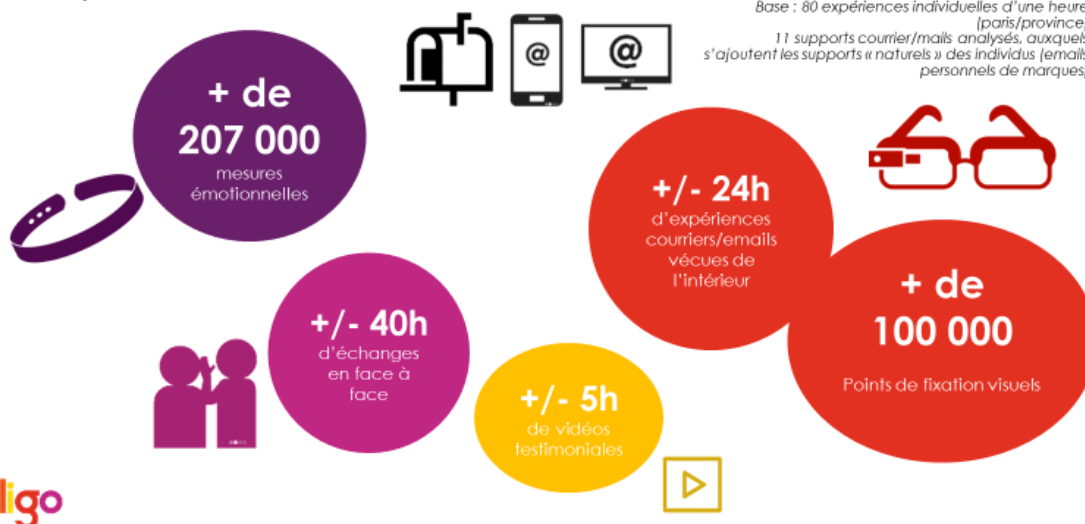 Base : 80 expériences individuelles d'une heure
(paris/province)
11 supports courrier/mails analysés, auxquels
s'ajoutent les supports « naturels » des individus (emails
personnels de marques)
@
@
+ de
207 000
mesures
émotionnelles
+/- 24h
d'expériences
courriers/emails
vécues de
l'intérieur
+ de
100 000
Points de fixation visuels
+/- 40h
d'échanges
en face à
face
+/- 5h
de vidéos
testimoniales
ligo